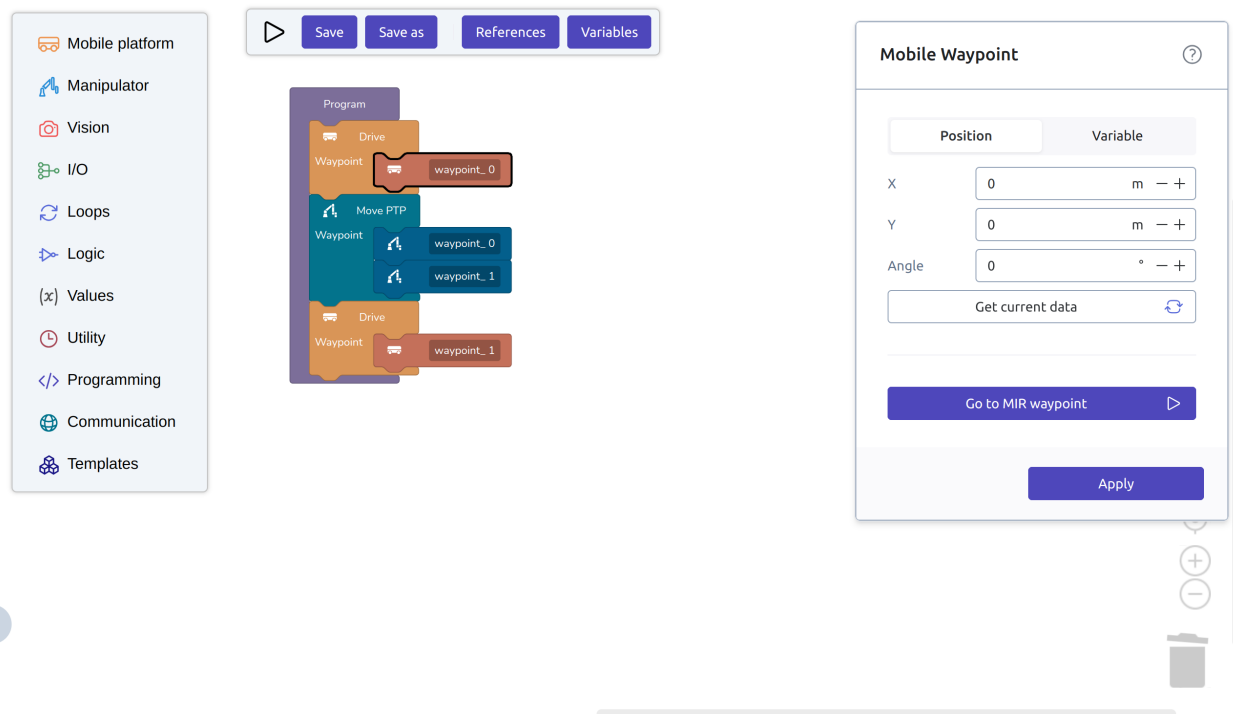 Mobile platform
Manipulator
Vision
I/O
Loops
Logic
(x) Values
Utility
</> Programming
Communication
Templates
Save
Save as
References
Variables
Program
Drive
Waypoint
waypoint_ 0
Move PTP
Waypoint
waypoint_ 0
waypoint_ 1
Drive
Waypoint
waypoint_ 1
Mobile Waypoint
?
Position
Variable
X
0
m
Y
0
m
Angle
0
°
Get current data
Go to MIR waypoint
Apply